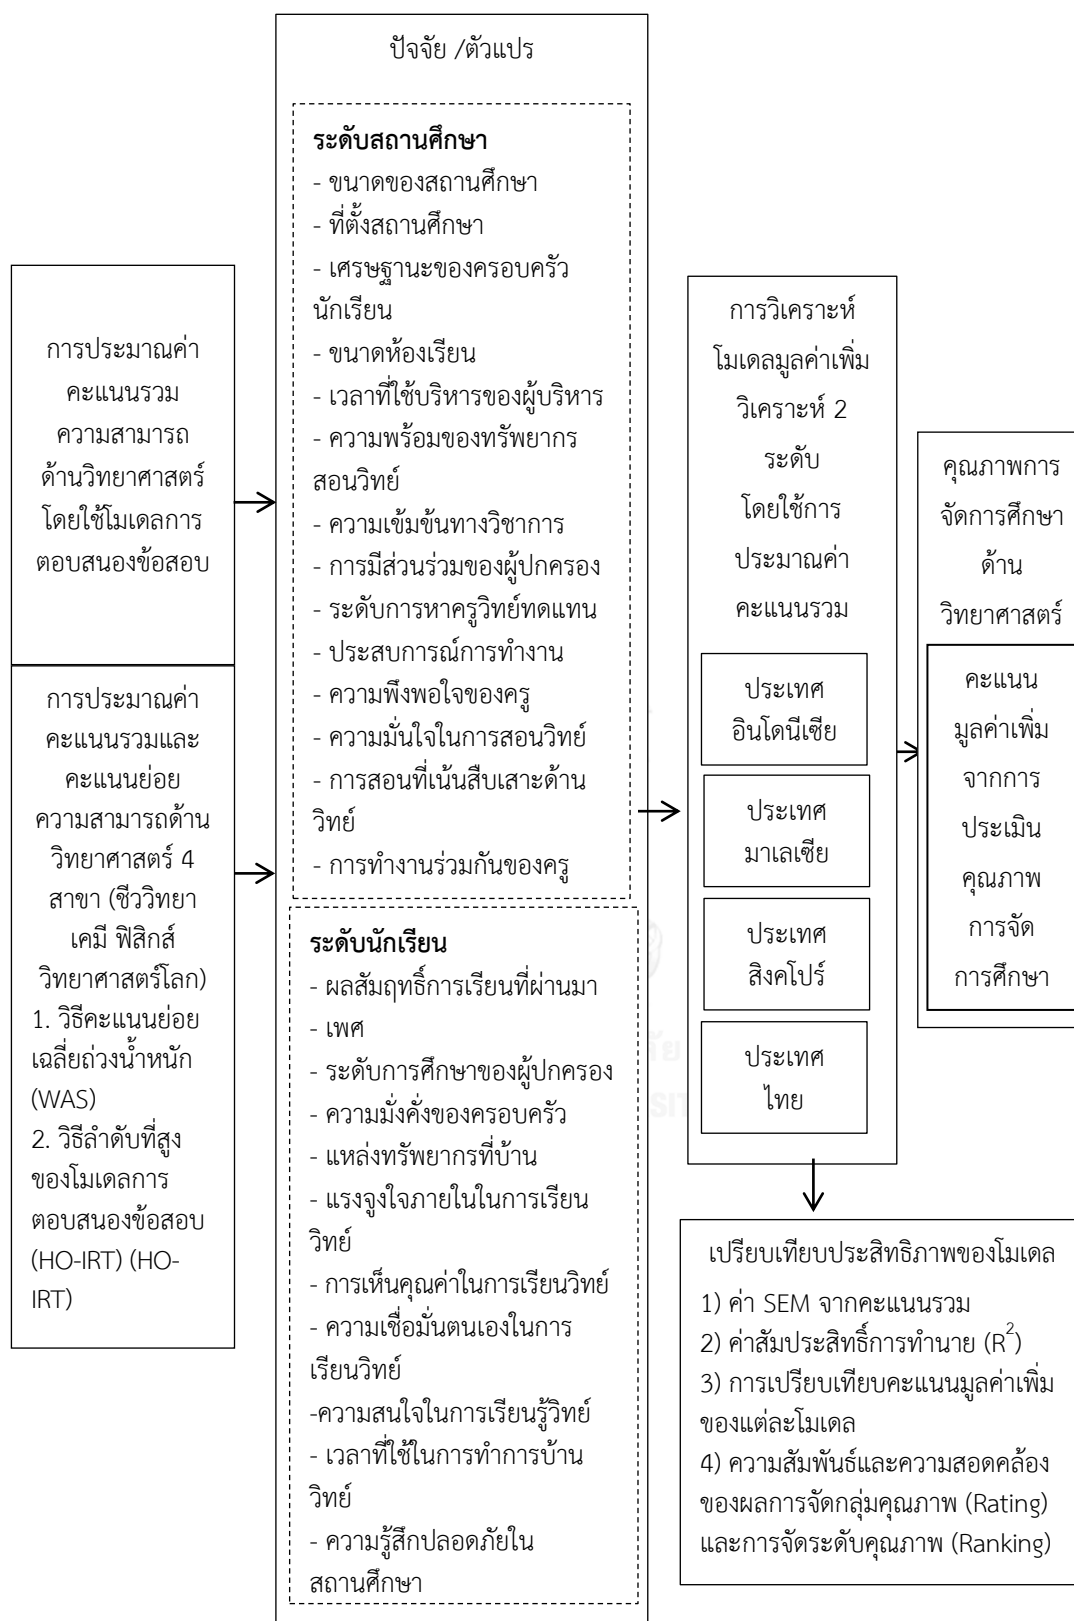 ปัจจัย /ตัวแปร
ระดับสถานศึกษา
- ขนาดของสถานศึกษา
- ที่ตั้งสถานศึกษา
- เศรษฐานะของครอบครัว
นักเรียน
- ขนาดห้องเรียน
- เวลาที่ใช้บริหารของผู้บริหาร
- ความพร้อมของทรัพยากร
สอนวิทย์
- ความเข้มข้นทางวิชาการ
- การมีส่วนร่วมของผู้ปกครอง
- ระดับการหาครูวิทย์ทดแทน
- ประสบการณ์การทำงาน
- ความพึงพอใจของครู
- ความมั่นใจในการสอนวิทย์
- การสอนที่เน้นสืบเสาะด้าน
วิทย์
- การทำงานร่วมกันของครู
ระดับนักเรียน
- ผลสัมฤทธิ์การเรียนที่ผ่านมา
- เพศ
- ระดับการศึกษาของผู้ปกครอง
- ความมั่งคั่งของครอบครัว
- แหล่งทรัพยากรที่บ้าน
- แรงจูงใจภายในในการเรียน
วิทย์
- การเห็นคุณค่าในการเรียนวิทย์
- ความเชื่อมั่นตนเองในการ
เรียนวิทย์
-ความสนใจในการเรียนรู้วิทย์
- เวลาที่ใช้ในการทำการบ้าน
วิทย์
- ความรู้สึกปลอดภัยใน
สถานศึกษา
การประมาณค่า
คะแนนรวม
ความสามารถ
ด้านวิทยาศาสตร์
โดยใช้โมเดลการ
ตอบสนองข้อสอบ
การประมาณค่า
คะแนนรวมและ
คะแนนย่อย
ความสามารถด้าน
วิทยาศาสตร์ 4
สาขา (ชีววิทยา
เคมี ฟิสิกส์
วิทยาศาสตร์โลก)
1. วิธีคะแนนย่อย
เฉลี่ยถ่วงน้ำหนัก
(WAS)
2. วิธีลำดับที่สูง
ของโมเดลการ
ตอบสนองข้อสอบ
(HO-IRT) (HO-
IRT)
การวิเคราะห์
โมเดลมูลค่าเพิ่ม
วิเคราะห์ 2
ระดับ
โดยใช้การ
ประมาณค่า
คะแนนรวม
ประเทศ
อินโดนีเซีย
ประเทศ
มาเลเซีย
ประเทศ
สิงคโปร์
ประเทศ
ไทย
คุณภาพการ
จัดการศึกษา
ด้าน
วิทยาศาสตร์
คะแนน
มูลค่าเพิ่ม
จากการ
ประเมิน
คุณภาพ
การจัด
การศึกษา
เปรียบเทียบประสิทธิภาพของโมเดล
1) ค่า SEM จากคะแนนรวม
2) ค่าสัมประสิทธิ์การทำนาย (R²)
3) การเปรียบเทียบคะแนนมูลค่าเพิ่ม
ของแต่ละโมเดล
4) ความสัมพันธ์และความสอดคล้อง
ของผลการจัดกลุ่มคุณภาพ (Rating)
และการจัดระดับคุณภาพ (Ranking)